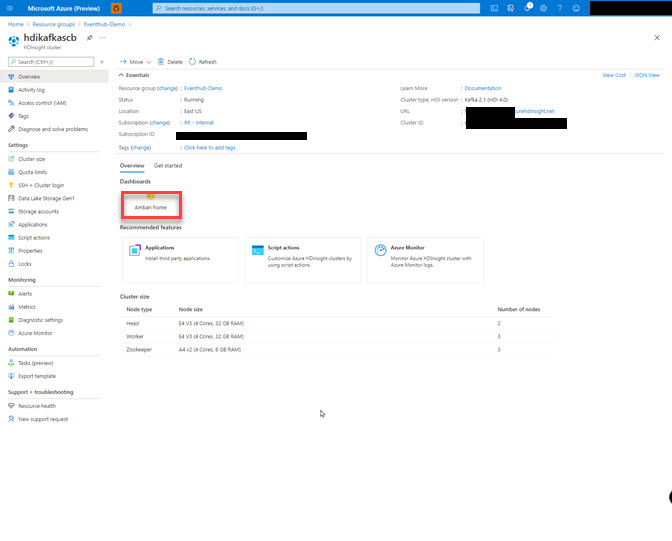 Microsoft Azure (Preview)
Search resources, services, and docs (G+/)
Home > Resource groups > Eventhub-Demo >
hdikafkascb
HDInsight cluster
Search (Ctrl+/)
Overview
Activity log
Access control (IAM)
Tags
Diagnose and solve problems
Settings
Cluster size
Quota limits
SSH + Cluster login
Data Lake Storage Gen1
Storage accounts
Applications
Script actions
Properties
Locks
Monitoring
Alerts
Metrics
Diagnostic settings
Azure Monitor
Automation
Tasks (preview)
Export template
Support + troubleshooting
Resource health
New support request
Move Delete Refresh
Essentials
View Cost JSON View
Resource group (change) : Eventhub-Demo
Status : Running
Location : East US
Subscription (change) : RR - Internal
Subscription ID
Tags (change) : Click here to add tags
Learn More : Documentation
Cluster type, HDI version : Kafka 2.1 (HDI 4.0)
URL :
Cluster ID :
Overview Get started
Dashboards
Ambari home
Recommended features
Applications
Install third party applications.
Script actions
Customize Azure HDInsight clusters by
using script actions.
Azure Monitor
Monitor Azure HDInsight cluster with
Azure Monitor logs.
Cluster size
Node type Node size Number of nodes
Head E4 V3 (4 Cores, 32 GB RAM) 2
Worker E4 V3 (4 Cores, 32 GB RAM) 3
Zookeeper A4 v2 (4 Cores, 8 GB RAM) 3